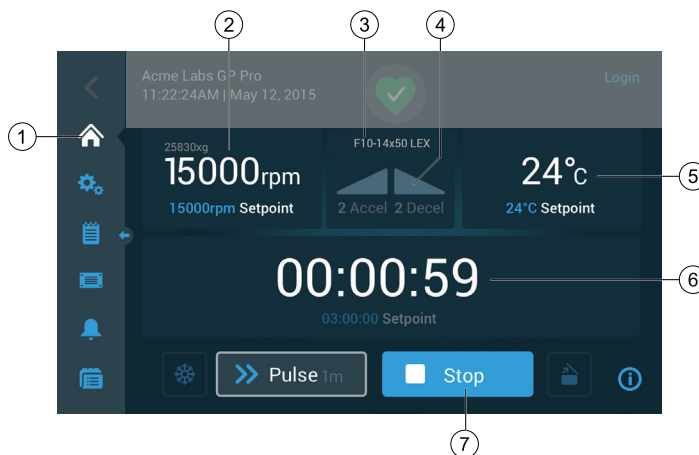 2
3
4
Acme Labs GP Pro
Login
11:22:24AM | May 12, 2015
1
25830xg
F10-14x50 LEX
15000rpm
24°c
5
15000rpm Setpoint
2 Accel 2 Decel
24°C Setpoint
00:00:59
6
03:00:00 Setpoint
Pulse 1m
Stop
7